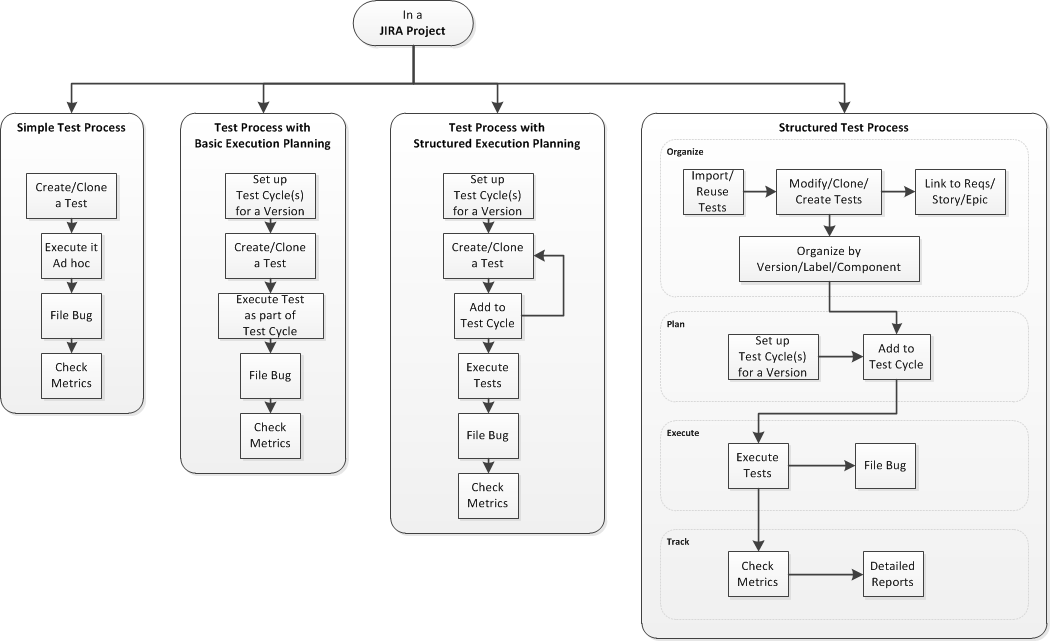 In a
JIRA Project
Simple Test Process
Create/Clone
a Test
Execute it
Ad hoc
File Bug
Check
Metrics
Test Process with
Basic Execution Planning
Set up
Test Cycle(s)
for a Version
Create/Clone
a Test
Execute Test
as part of
Test Cycle
File Bug
Check
Metrics
Test Process with
Structured Execution Planning
Set up
Test Cycle(s)
for a Version
Create/Clone
a Test
Add to
Test Cycle
Execute
Tests
File Bug
Check
Metrics
Structured Test Process
Organize
Import/
Reuse
Tests
Modify/Clone/
Create Tests
Link to Reqs/
Story/Epic
Organize by
Version/Label/Component
Plan
Set up
Test Cycle(s)
for a Version
Add to
Test Cycle
Execute
Execute
Tests
File Bug
Track
Check
Metrics
Detailed
Reports